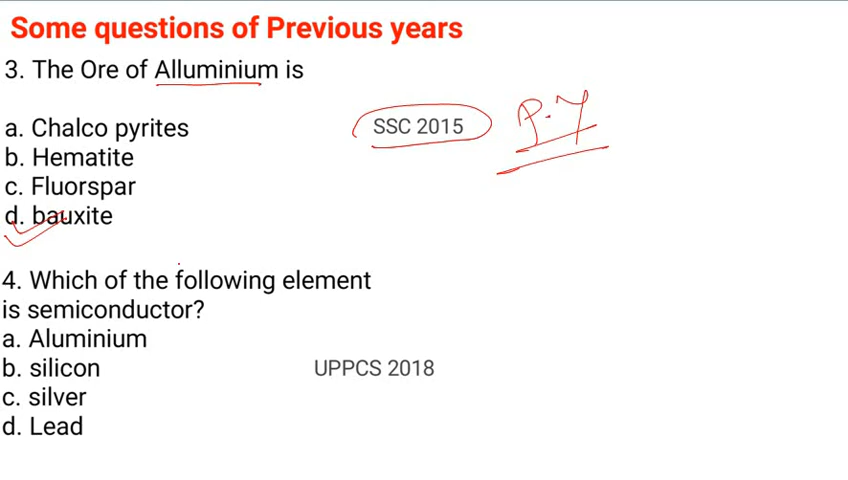 Some questions of Previous years
3. The Ore of Alluminium is
a. Chalco pyrites
SSC 2015
P.Y
b. Hematite
c. Fluorspar
d. bauxite
4. Which of the following element
is semiconductor?
a. Aluminium
b. silicon
UPPCS 2018
c. silver
d. Lead